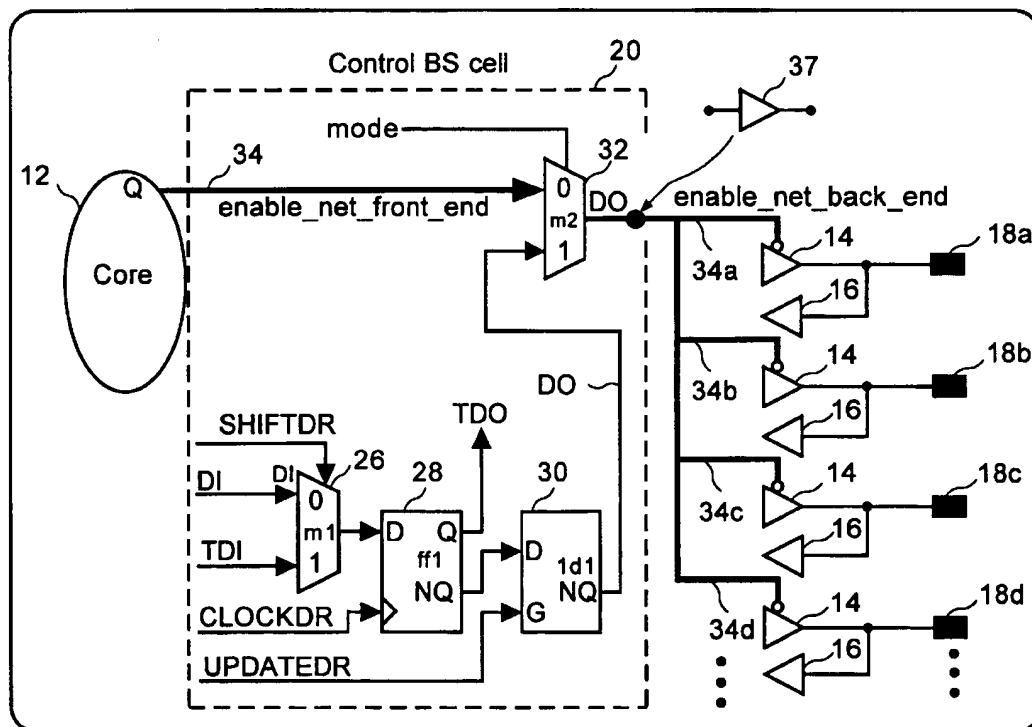 Control BS cell
20
37
mode
32
12
Q
34
0
DO
enable_net_front_end
m2
enable_net_back_end
1
Core
14
18a
34a
16
14
18b
34b
16
DO
TDO
SHIFTDR
26
28
30
14
18c
DI
DI
0
34c
16
m1
D
Q
D
ff1
1d1
TDI
1
NQ
NQ
CLOCKDR
G
14
18d
34d
16
UPDATEDR